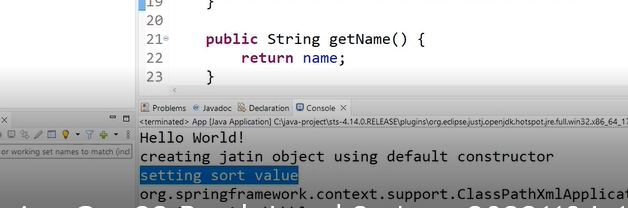 19 }
20
21 public String getName() {
22 return name;
23 }
Problems Javadoc Declaration Console
<terminated> App [Java Application] C:\java-project\sts-4.14.0.RELEASE\plugins\org.eclipse.justj.openjdk.hotspot.jre.full.win32.x86_64_17
or working set names to match (incl
Hello World!
creating jatin object using default constructor
setting sort value
org.springframework.context.support.ClassPathXmlApplicat